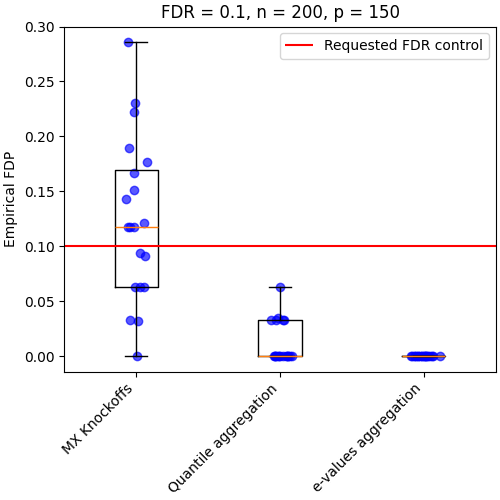 FDR = 0.1, n = 200, p = 150
Requested FDR control
Empirical FDP
0.30
0.25
0.20
0.15
0.10
0.05
0.00
MX Knockoffs
Quantile aggregation
e-values aggregation